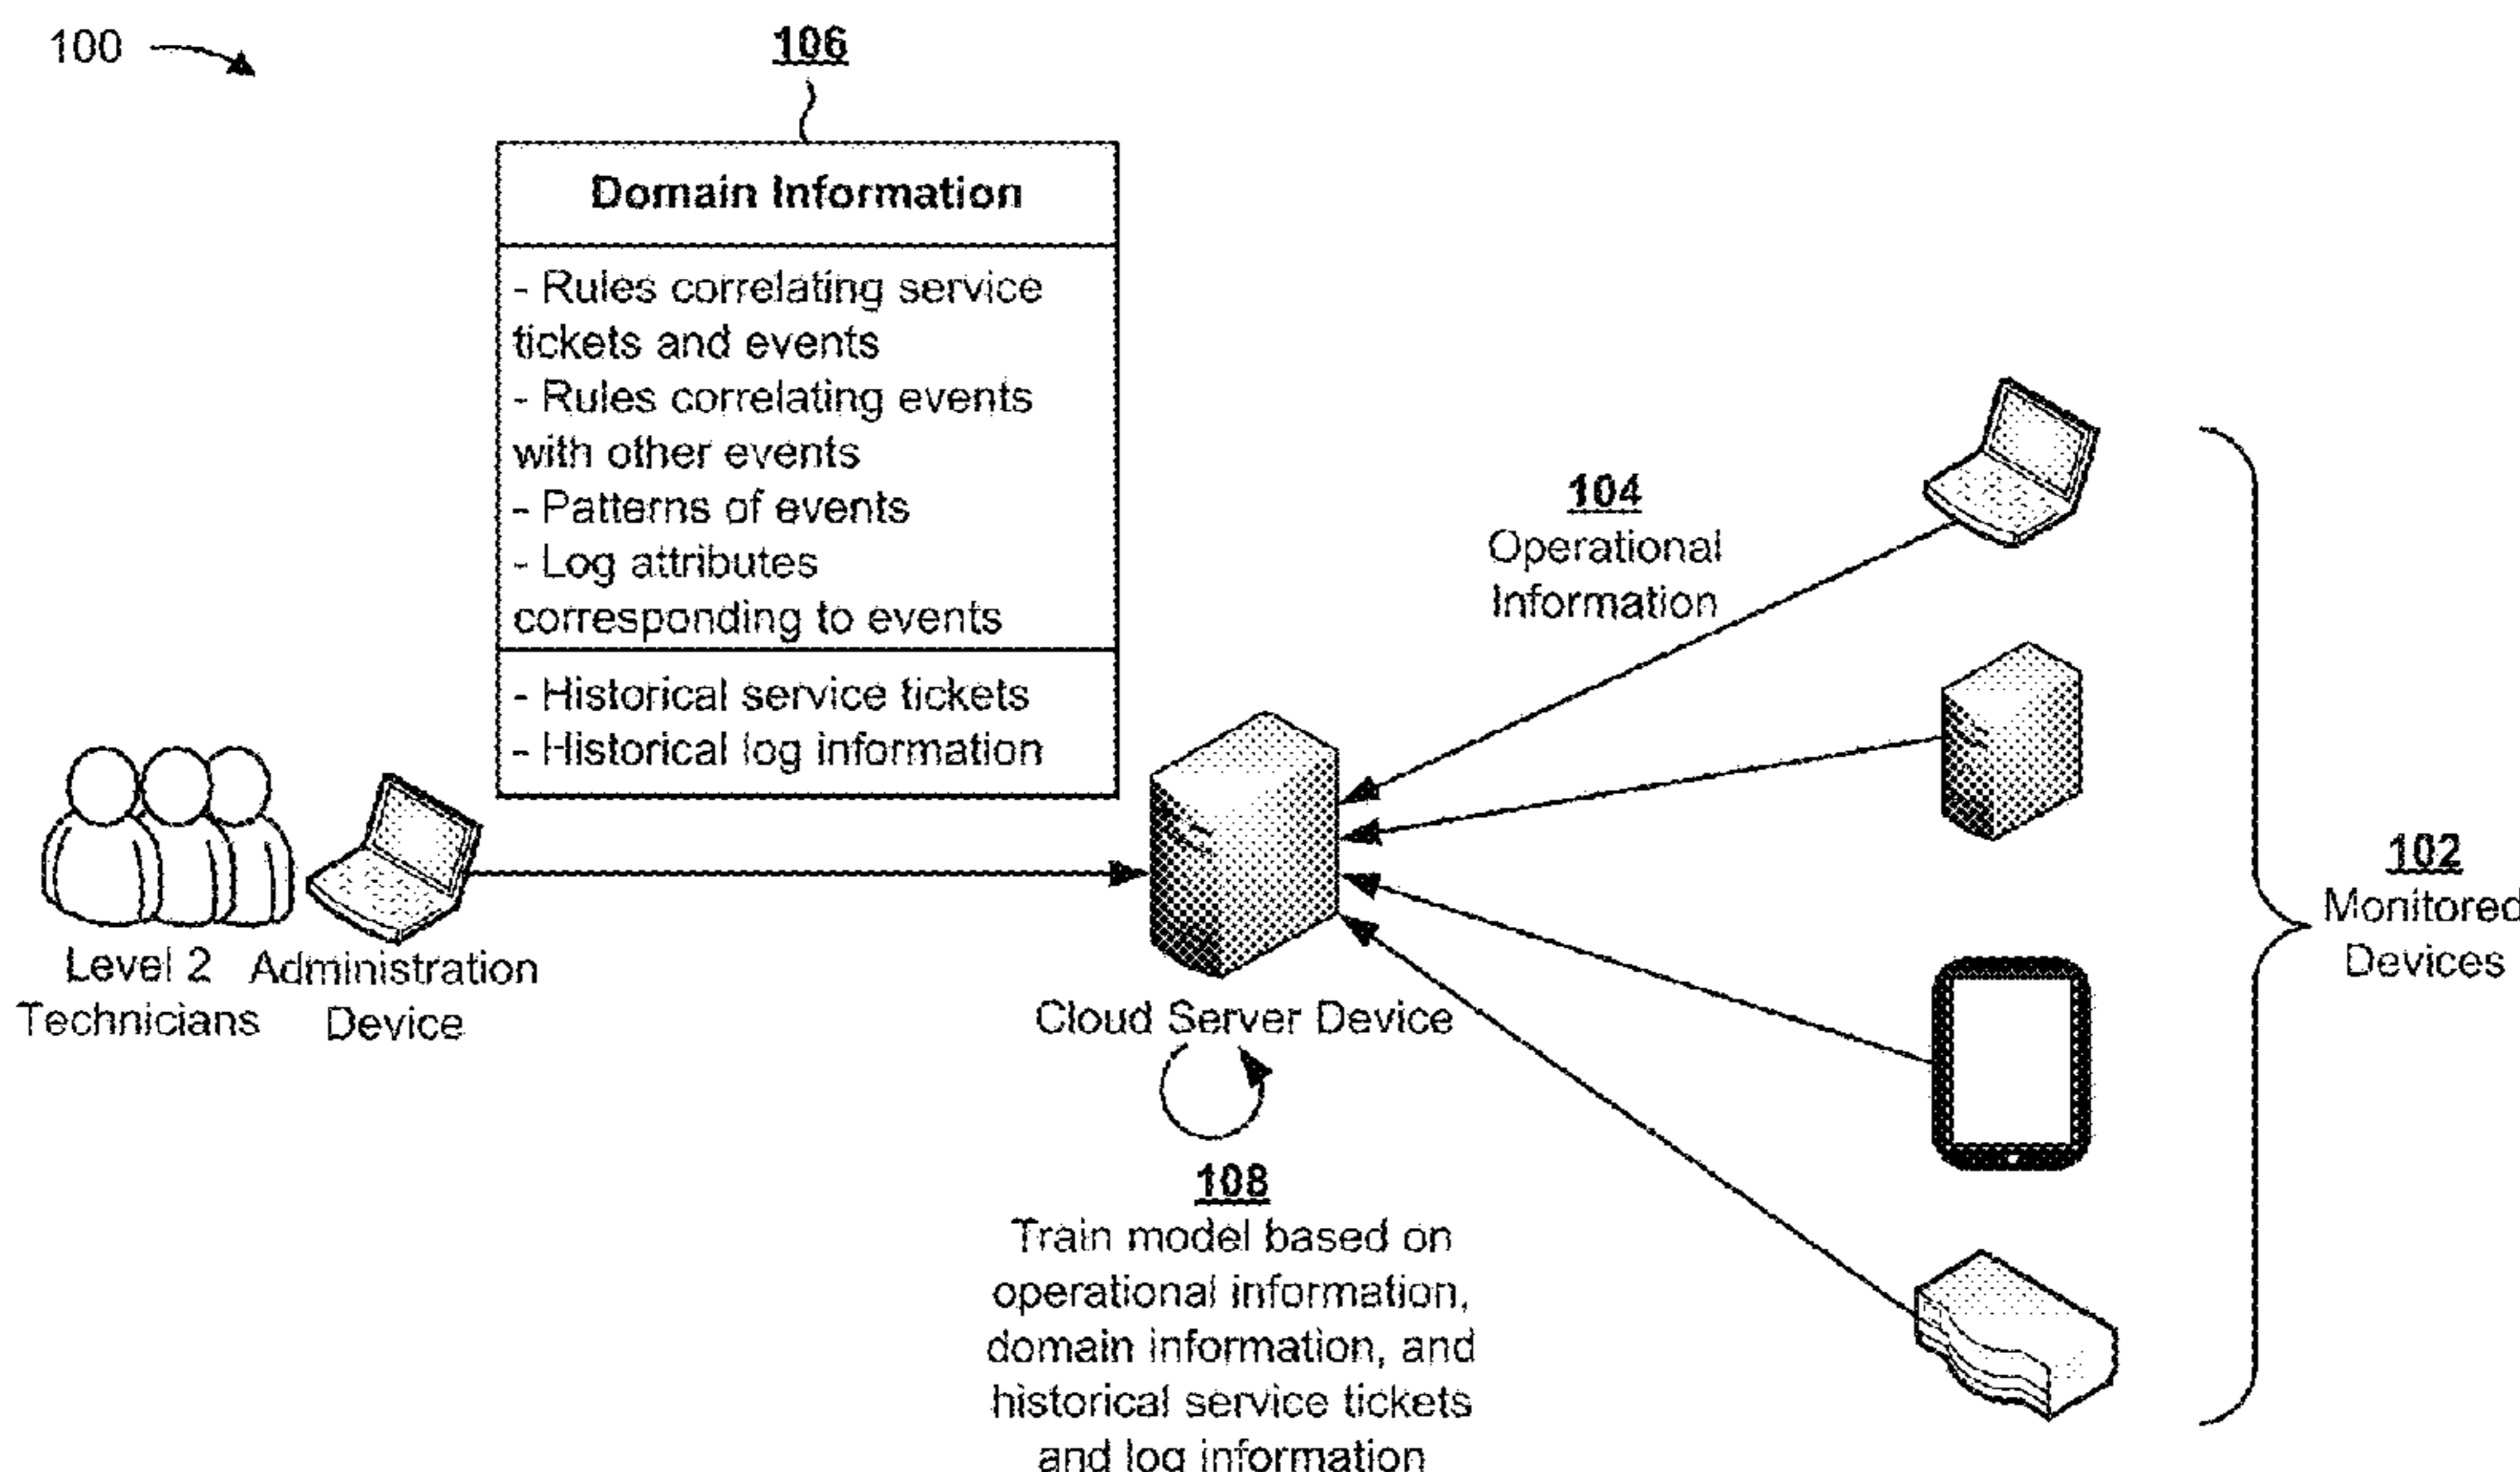 100
106
Domain Information
- Rules correlating service
tickets and events
- Rules correlating events
with other events
- Patterns of events
- Log attributes
corresponding to events
- Historical service tickets
- Historical log information
104
Operational
Information
102
Monitored
Devices
Level 2
Technicians
Administration
Device
Cloud Server Device
108
Train model based on
operational information,
domain information, and
historical service tickets
and log information